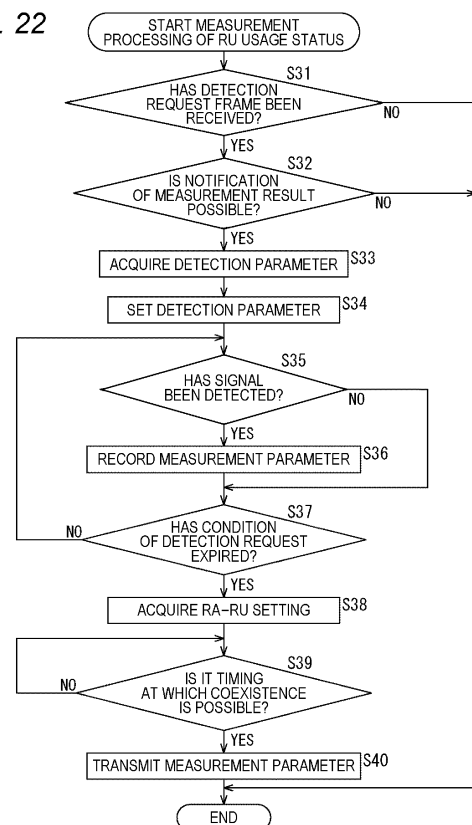 . 22
START MEASUREMENT
PROCESSING OF RU USAGE STATUS
S31
HAS DETECTION
REQUEST FRAME BEEN
RECEIVED?
NO
YES
S32
IS NOTIFICATION
OF MEASUREMENT RESULT
POSSIBLE?
NO
YES
ACQUIRE DETECTION PARAMETER
S33
SET DETECTION PARAMETER
S34
S35
HAS SIGNAL
BEEN DETECTED?
NO
YES
RECORD MEASUREMENT PARAMETER
S36
S37
HAS CONDITION
OF DETECTION REQUEST
EXPIRED?
NO
YES
ACQUIRE RA-RU SETTING
S38
S39
IS IT TIMING
AT WHICH COEXISTENCE
IS POSSIBLE?
NO
YES
TRANSMIT MEASUREMENT PARAMETER
S40
END